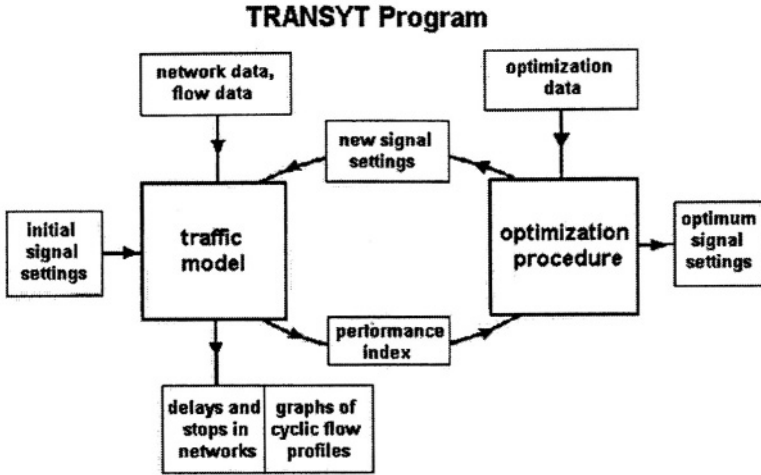 TRANSYT Program
network data,
flow data
optimization
data
new signal
settings
initial
signal
settings
traffic
model
optimization
procedure
optimum
signal
settings
performance
index
delays and
stops in
networks
graphs of
cyclic flow
profiles